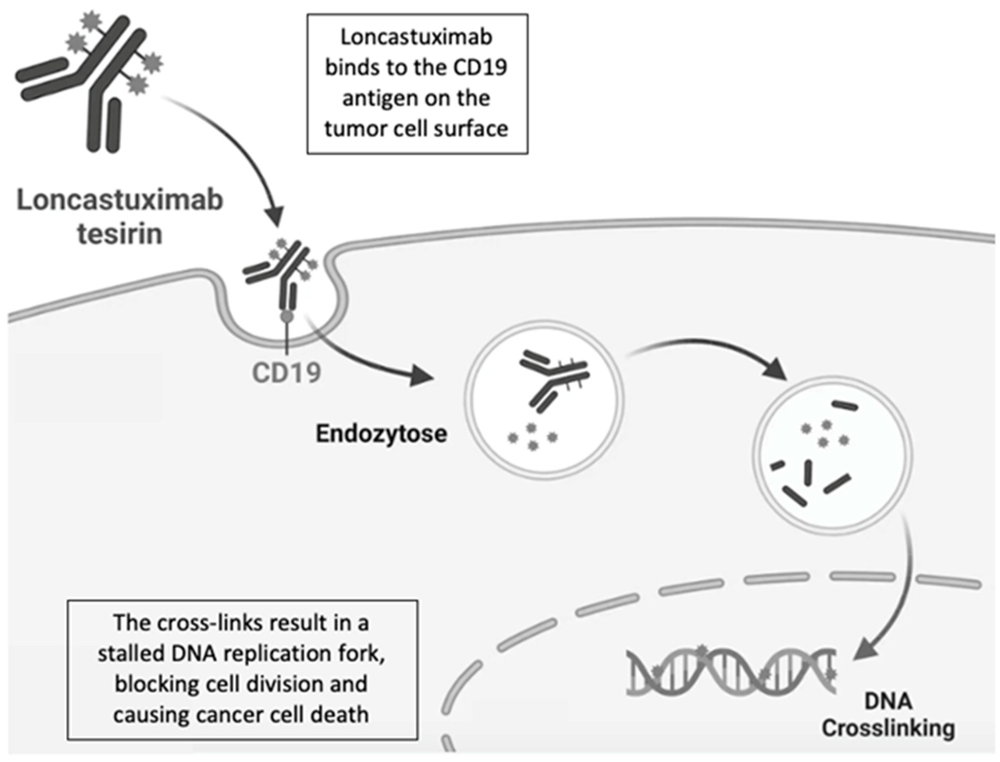 Loncastuximab
binds to the CD19
antigen on the
tumor cell surface
Loncastuximab
tesirin
CD19
Endozytose
The cross-links result in a
stalled DNA replication fork,
blocking cell division and
causing cancer cell death
DNA
Crosslinking